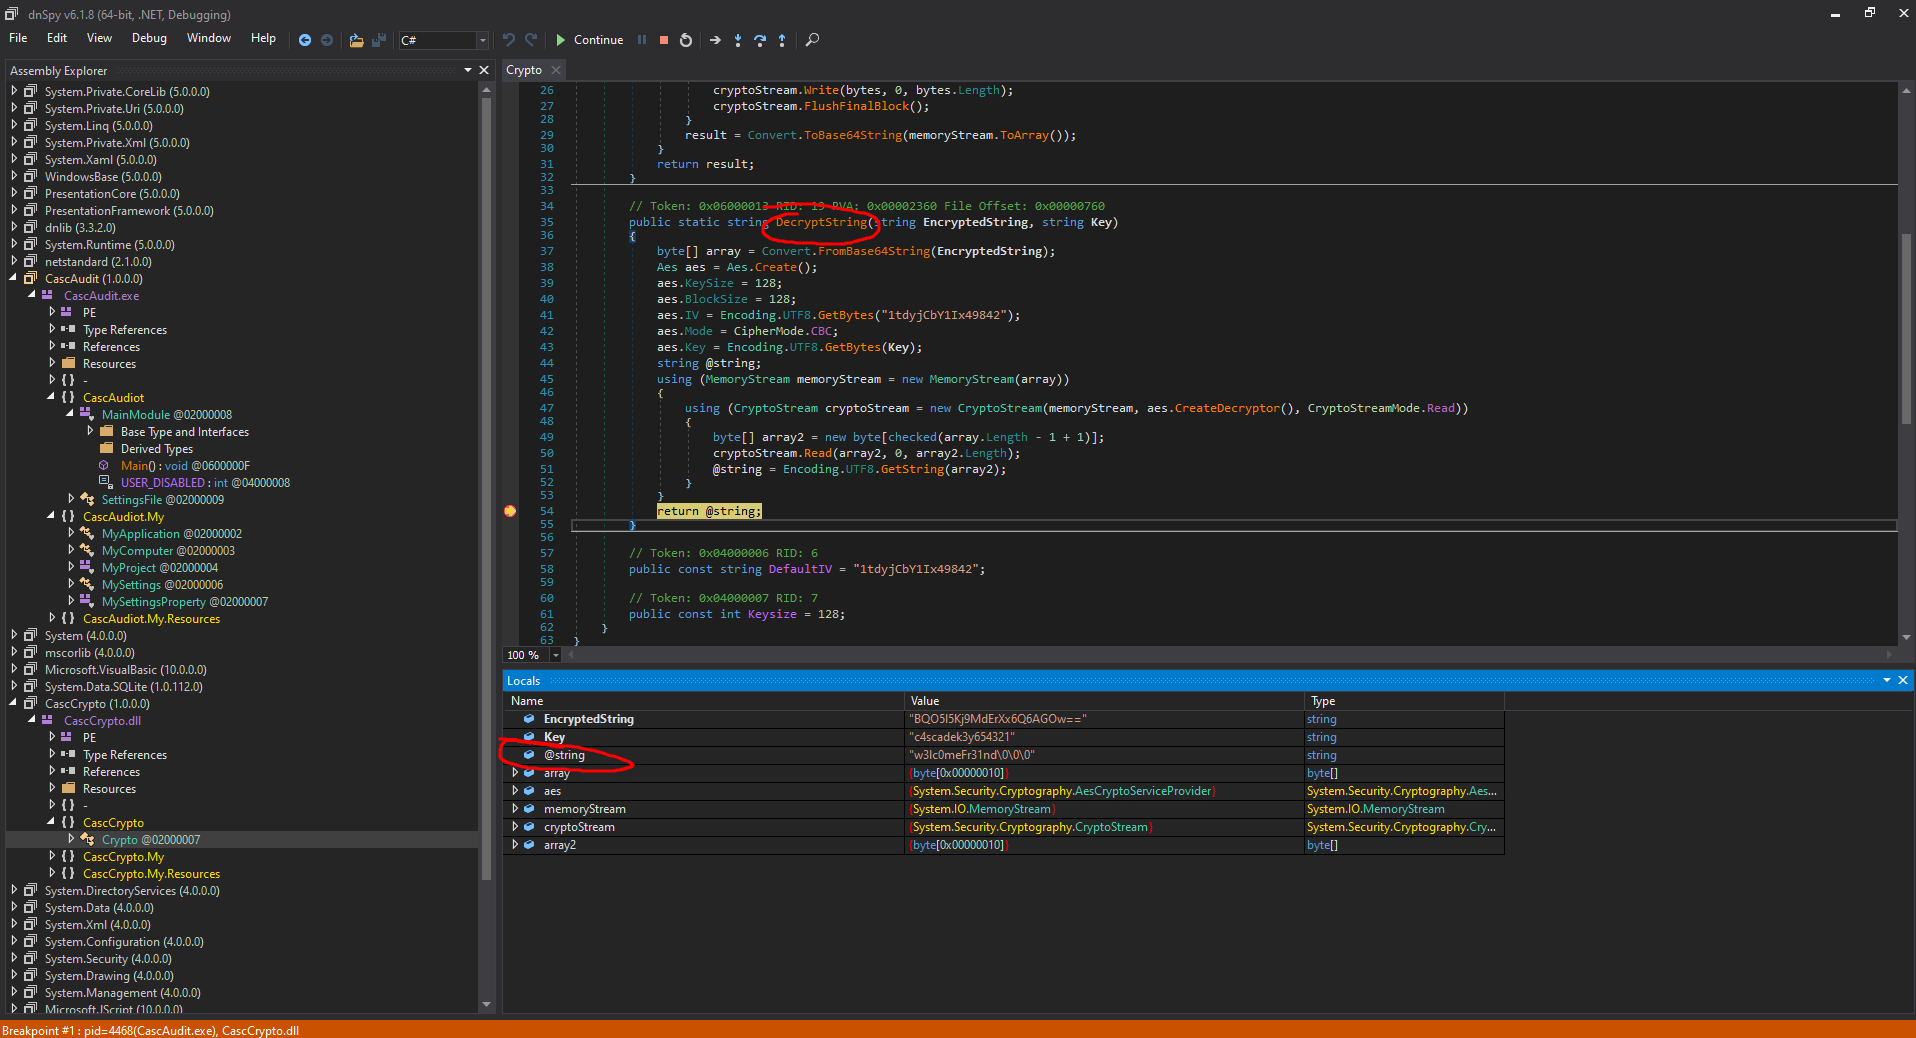 dnSpy v6.1.8 (64-bit, .NET, Debugging)
File Edit View Debug Window Help C# Continue
Assembly Explorer
System.Private.CoreLib (5.0.0.0)
System.Private.Uri (5.0.0.0)
System.Linq (5.0.0.0)
System.Private.Xml (5.0.0.0)
System.Xaml (5.0.0.0)
WindowsBase (5.0.0.0)
PresentationCore (5.0.0.0)
PresentationFramework (5.0.0.0)
dnlib (3.3.2.0)
System.Runtime (5.0.0.0)
netstandard (2.1.0.0)
CascAudit (1.0.0.0)
CascAudit.exe
PE
Type References
References
Resources
{ } -
{ } CascAudiot
MainModule @02000008
Base Type and Interfaces
Derived Types
Main() : void @0600000F
USER_DISABLED : int @04000008
SettingsFile @02000009
{ } CascAudiot.My
MyApplication @02000002
MyComputer @02000003
MyProject @02000004
MySettings @02000006
MySettingsProperty @02000007
{ } CascAudiot.My.Resources
System (4.0.0.0)
mscorlib (4.0.0.0)
Microsoft.VisualBasic (10.0.0.0)
System.Data.SQLite (1.0.112.0)
CascCrypto (1.0.0.0)
CascCrypto.dll
PE
Type References
References
Resources
{ } -
{ } CascCrypto
Crypto @02000007
{ } CascCrypto.My
{ } CascCrypto.My.Resources
System.DirectoryServices (4.0.0.0)
System.Data (4.0.0.0)
System.Xml (4.0.0.0)
System.Configuration (4.0.0.0)
System.Security (4.0.0.0)
System.Drawing (4.0.0.0)
System.Management (4.0.0.0)
Microsoft.JScript (10.0.0.0)
Crypto
26 cryptoStream.Write(bytes, 0, bytes.Length);
27 cryptoStream.FlushFinalBlock();
28 }
29 result = Convert.ToBase64String(memoryStream.ToArray());
30 }
31 return result;
32 }
33
34 // Token: 0x06000013 RID: 19 RVA: 0x00002360 File Offset: 0x00000760
35 public static string DecryptString(string EncryptedString, string Key)
36 {
37 byte[] array = Convert.FromBase64String(EncryptedString);
38 Aes aes = Aes.Create();
39 aes.KeySize = 128;
40 aes.BlockSize = 128;
41 aes.IV = Encoding.UTF8.GetBytes("1tdyjCbY1Ix49842");
42 aes.Mode = CipherMode.CBC;
43 aes.Key = Encoding.UTF8.GetBytes(Key);
44 string @string;
45 using (MemoryStream memoryStream = new MemoryStream(array))
46 {
47 using (CryptoStream cryptoStream = new CryptoStream(memoryStream, aes.CreateDecryptor(), CryptoStreamMode.Read))
48 {
49 byte[] array2 = new byte[checked(array.Length - 1 + 1)];
50 cryptoStream.Read(array2, 0, array2.Length);
51 @string = Encoding.UTF8.GetString(array2);
52 }
53 }
54 return @string;
55 }
56
57 // Token: 0x04000006 RID: 6
58 public const string DefaultIV = "1tdyjCbY1Ix49842";
59
60 // Token: 0x04000007 RID: 7
61 public const int Keysize = 128;
62 }
63 }
100 %
Locals
Name Value Type
EncryptedString "BQO5l5Kj9MdErXx6Q6AGOw==" string
Key "c4scadek3y654321" string
@string "w3lc0meFr31nd\0\0\0" string
array {byte[0x00000010]} byte[]
aes {System.Security.Cryptography.AesCryptoServiceProvider} System.Security.Cryptography.Aes...
memoryStream {System.IO.MemoryStream} System.IO.MemoryStream
cryptoStream {System.Security.Cryptography.CryptoStream} System.Security.Cryptography.Cry...
array2 {byte[0x00000010]} byte[]
Breakpoint #1 : pid=4468(CascAudit.exe), CascCrypto.dll